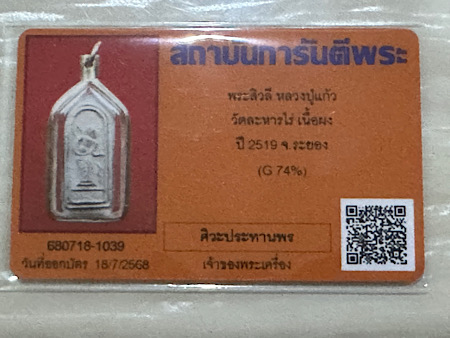 สถาบันการันตีพระ
พระสิวลี หลวงปู่แก้ว
วัดละหารไร่ เนื้อผง
ปี 2519 จ.ระยอง
(G 74%)
680718-1039
วันที่ออกบัตร 18/7/2568
ศิวะประทานพร
เจ้าของพระเครื่อง